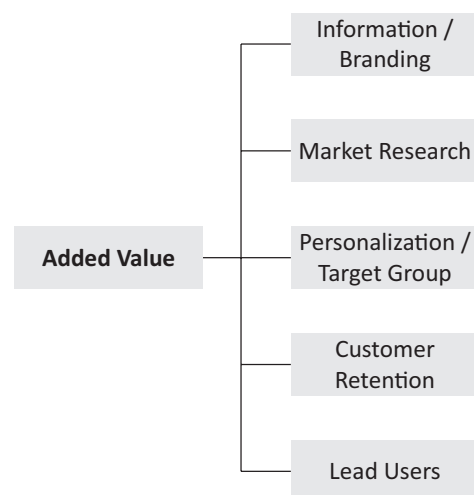 Information /
Branding
Market Research
Added Value
Personalization /
Target Group
Customer
Retention
Lead Users